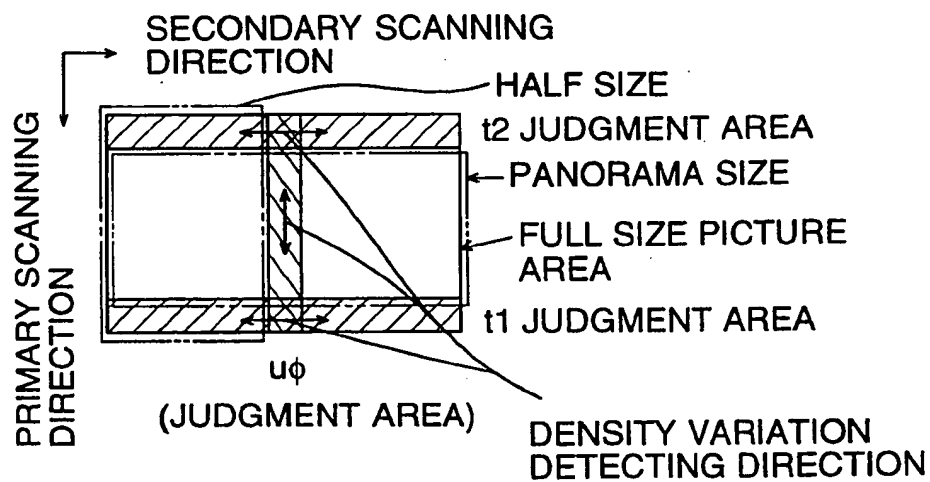 SECONDARY SCANNING
DIRECTION
HALF SIZE
t2 JUDGMENT AREA
PANORAMA SIZE
FULL SIZE PICTURE
AREA
t1 JUDGMENT AREA
uϕ
(JUDGMENT AREA)
DENSITY VARIATION
DETECTING DIRECTION
PRIMARY SCANNING
DIRECTION